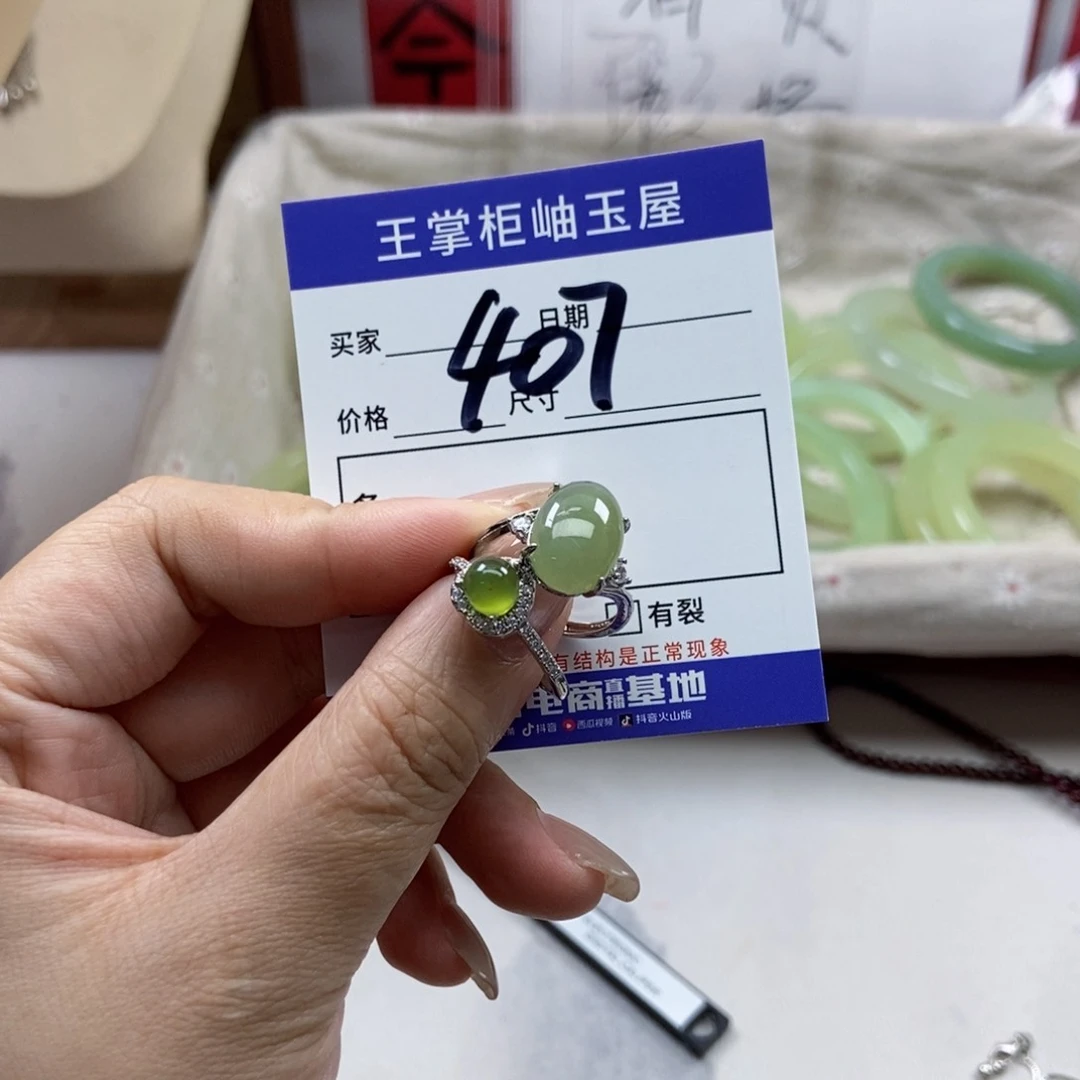 王掌柜岫玉屋
买家 日期
407
价格 尺寸
有裂
有结构是正常现象
电商直播基地
抖音 西瓜视频 抖音火山版